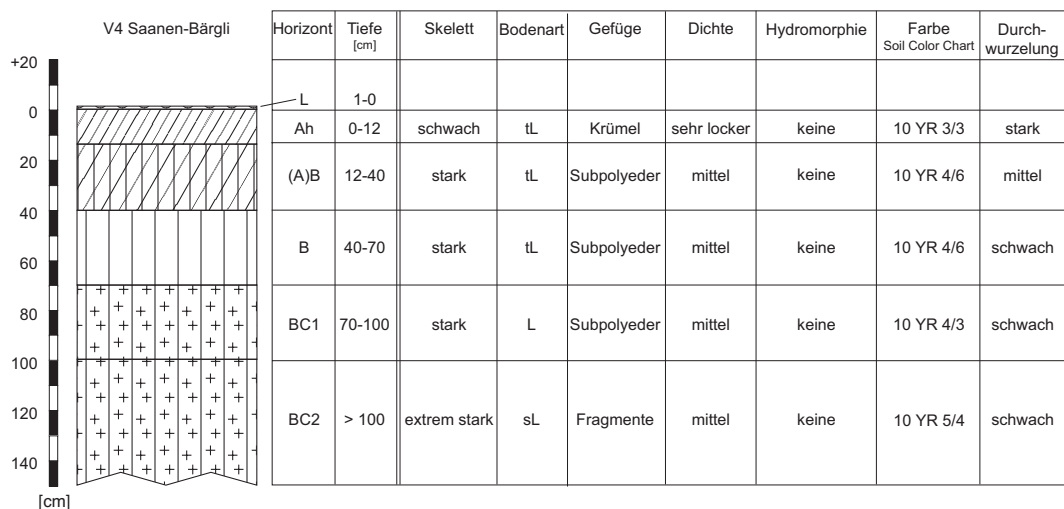 V4 Saanen-Bärgli
Horizont Tiefe [cm] Skelett Bodenart Gefüge Dichte Hydromorphie Farbe Soil Color Chart Durch-wurzelung
+20
L 1-0
0
Ah 0-12 schwach tL Krümel sehr locker keine 10 YR 3/3 stark
20
(A)B 12-40 stark tL Subpolyeder mittel keine 10 YR 4/6 mittel
40
B 40-70 stark tL Subpolyeder mittel keine 10 YR 4/6 schwach
60
80
BC1 70-100 stark L Subpolyeder mittel keine 10 YR 4/3 schwach
100
120
BC2 > 100 extrem stark sL Fragmente mittel keine 10 YR 5/4 schwach
140
[cm]